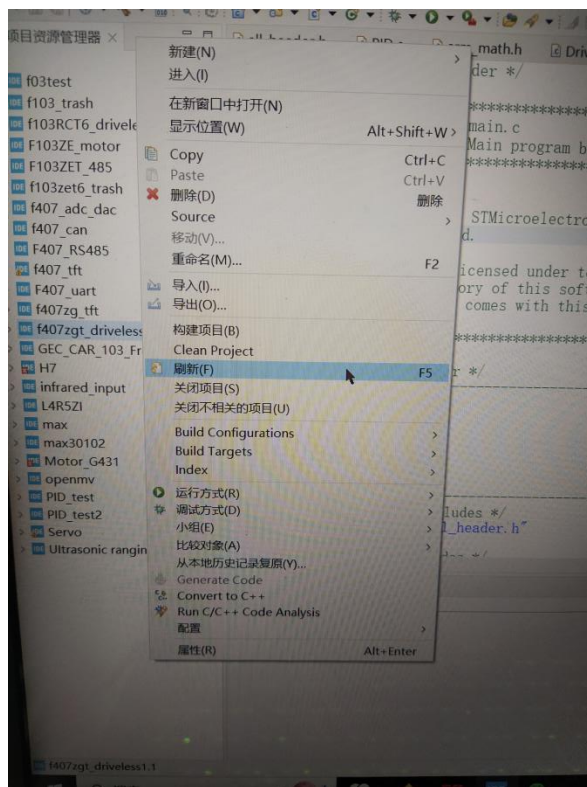 项目资源管理器
f03test
f103_trash
f103RCT6_drivele
F103ZE_motor
F103ZET_485
f103zet6_trash
f407_adc_dac
f407_can
F407_RS485
f407_tft
F407_uart
f407zg_tft
f407zgt_driveless
GEC_CAR_103_Fr
H7
infrared_input
L4R5ZI
max
max30102
Motor_G431
openmv
PID_test
PID_test2
Servo
Ultrasonic rangin
新建(N)
进入(I)
在新窗口中打开(N)
显示位置(W) Alt+Shift+W
Copy Ctrl+C
Paste Ctrl+V
删除(D) 删除
Source
移动(V)...
重命名(M)... F2
导入(I)...
导出(O)...
构建项目(B)
Clean Project
刷新(F) F5
关闭项目(S)
关闭不相关的项目(U)
Build Configurations
Build Targets
Index
运行方式(R)
调试方式(D)
小组(E)
比较对象(A)
从本地历史记录复原(Y)...
Generate Code
Convert to C++
Run C/C++ Code Analysis
配置
属性(R) Alt+Enter
_math.h Driv
der */
*****************
main.c
Main program b
*****************
STMicroelectro
d.
icensed under t
ory of this sof
comes with this
*****************
r */
ludes */
l_header.h"
f407zgt_driveless1.1